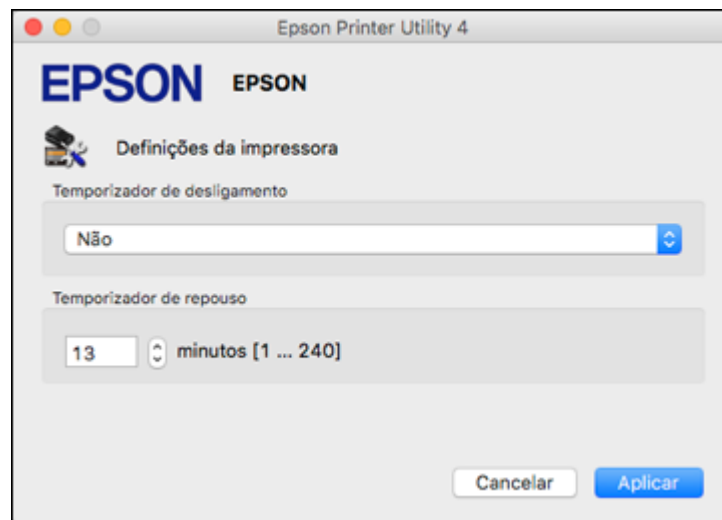 Epson Printer Utility 4
EPSON EPSON
Definições da impressora
Temporizador de desligamento
Não
Temporizador de repouso
13 minutos [1 ... 240]
Cancelar Aplicar